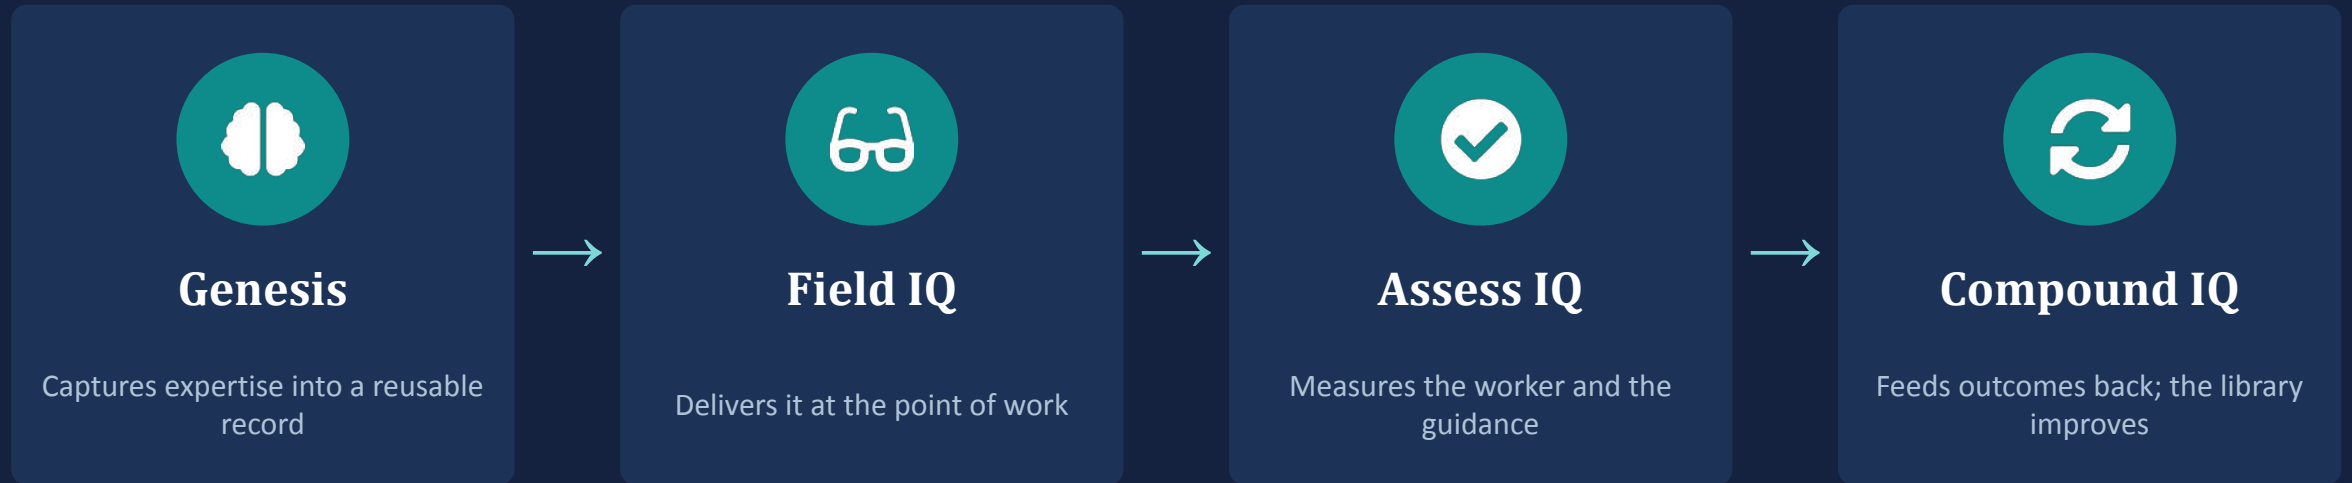 Genesis
Captures expertise into a reusable
record
Field IQ
Delivers it at the point of work
Assess IQ
Measures the worker and the
guidance
Compound IQ
Feeds outcomes back; the library
improves